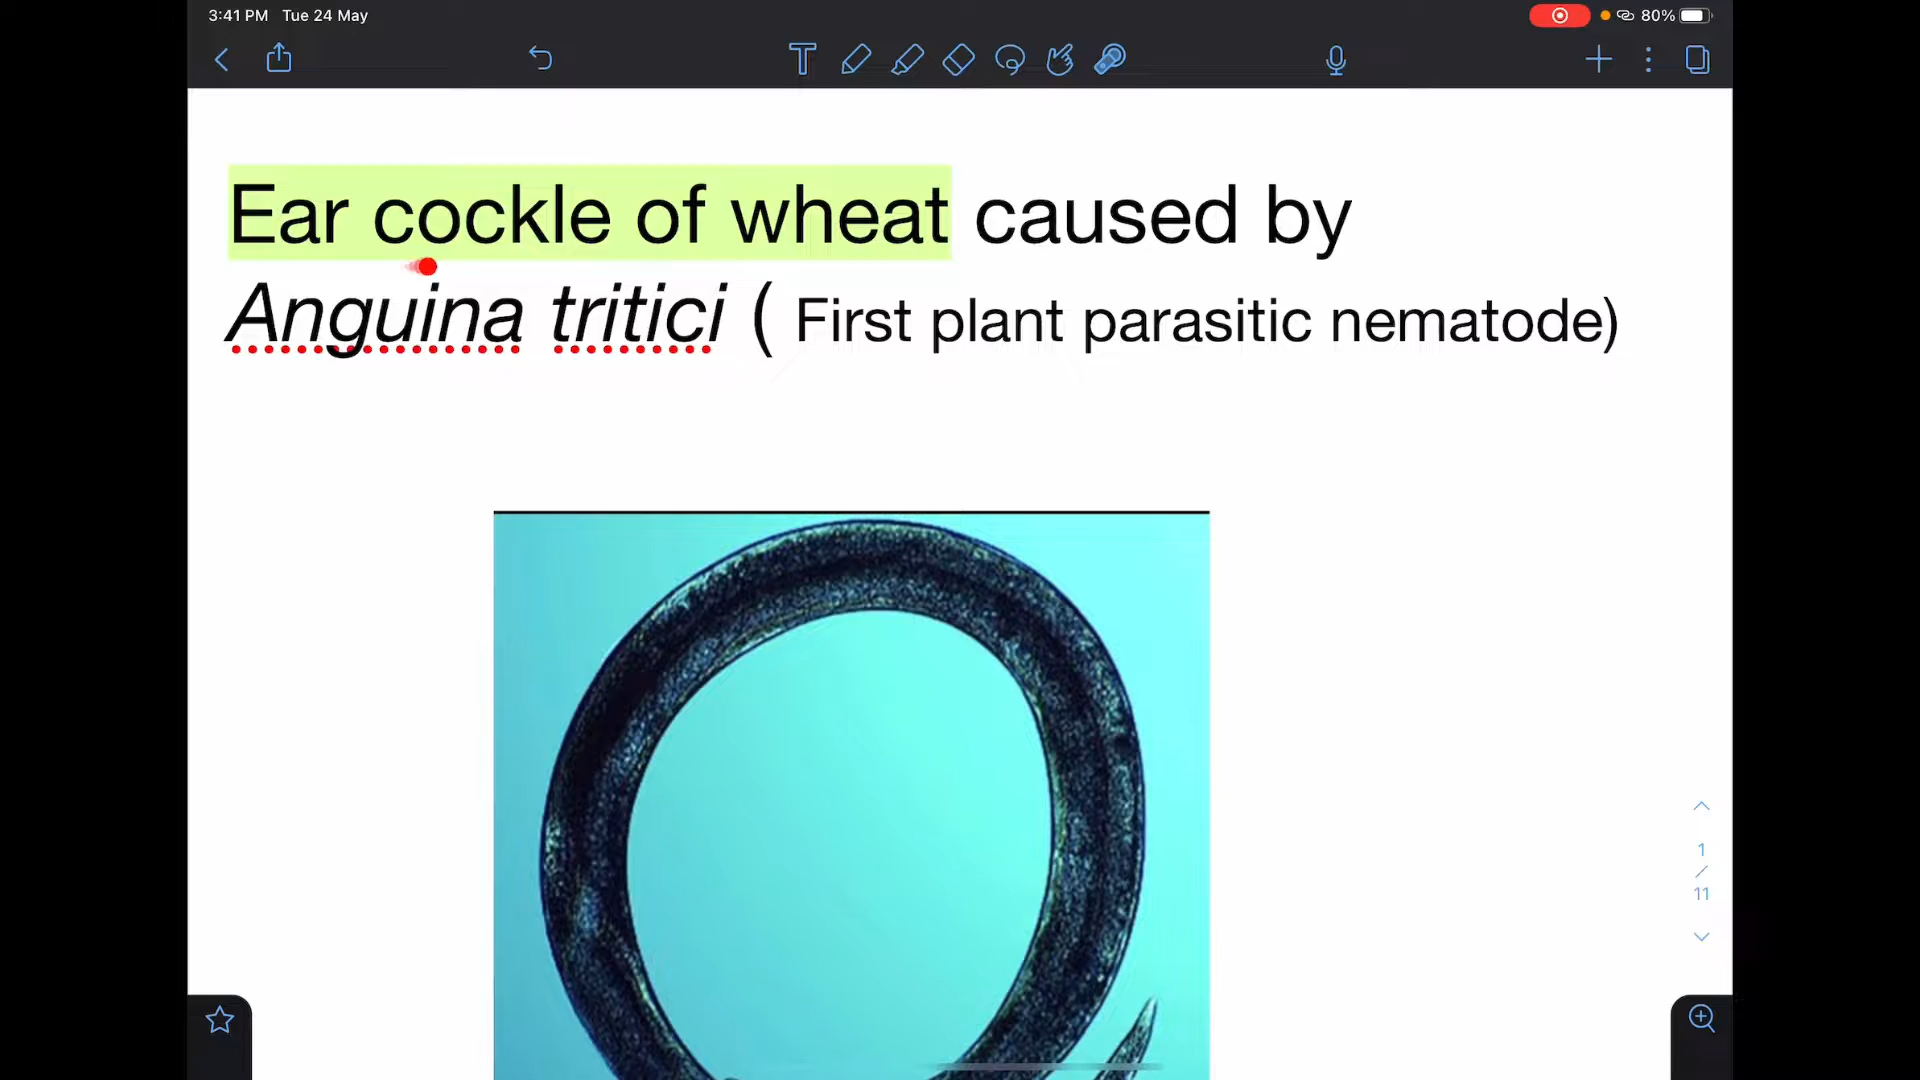 3:41 PM Tue 24 May
80%
T
Ear cockle of wheat caused by
Anguina tritici ( First plant parasitic nematode)
1
/
11